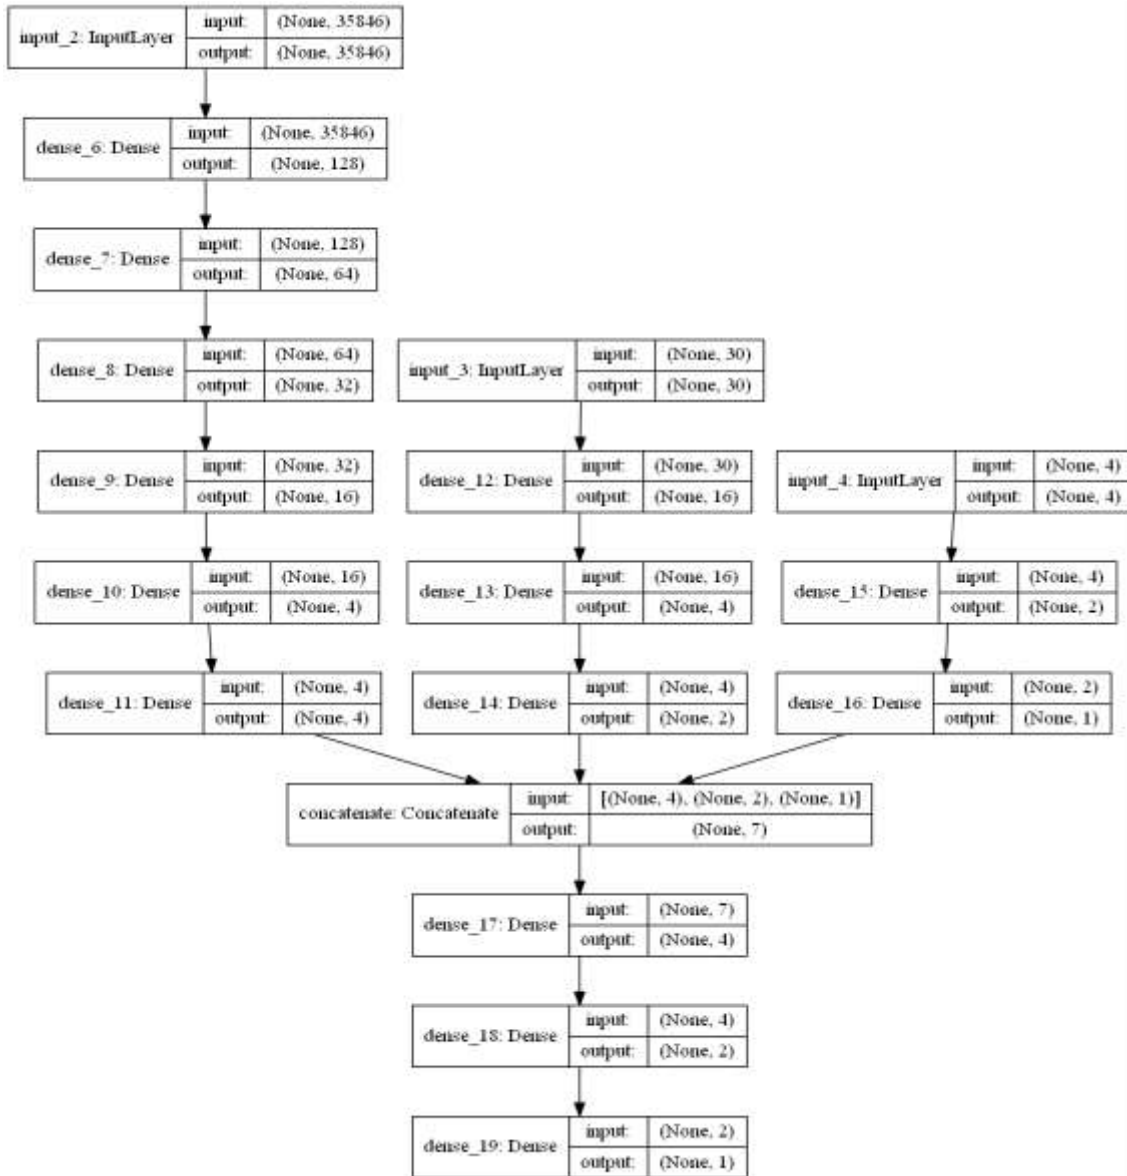 input_2: InputLayer input: (None, 35846)
output: (None, 35846)
dense_6: Dense input: (None, 35846)
output: (None, 128)
dense_7: Dense input: (None, 128)
output: (None, 64)
dense_8: Dense input: (None, 64)
output: (None, 32)
input_3: InputLayer input: (None, 30)
output: (None, 30)
dense_9: Dense input: (None, 32)
output: (None, 16)
dense_12: Dense input: (None, 30)
output: (None, 16)
input_4: InputLayer input: (None, 4)
output: (None, 4)
dense_10: Dense input: (None, 16)
output: (None, 4)
dense_13: Dense input: (None, 16)
output: (None, 4)
dense_15: Dense input: (None, 4)
output: (None, 2)
dense_11: Dense input: (None, 4)
output: (None, 4)
dense_14: Dense input: (None, 4)
output: (None, 2)
dense_16: Dense input: (None, 2)
output: (None, 1)
concatenate: Concatenate input: [(None, 4), (None, 2), (None, 1)]
output: (None, 7)
dense_17: Dense input: (None, 7)
output: (None, 4)
dense_18: Dense input: (None, 4)
output: (None, 2)
dense_19: Dense input: (None, 2)
output: (None, 1)